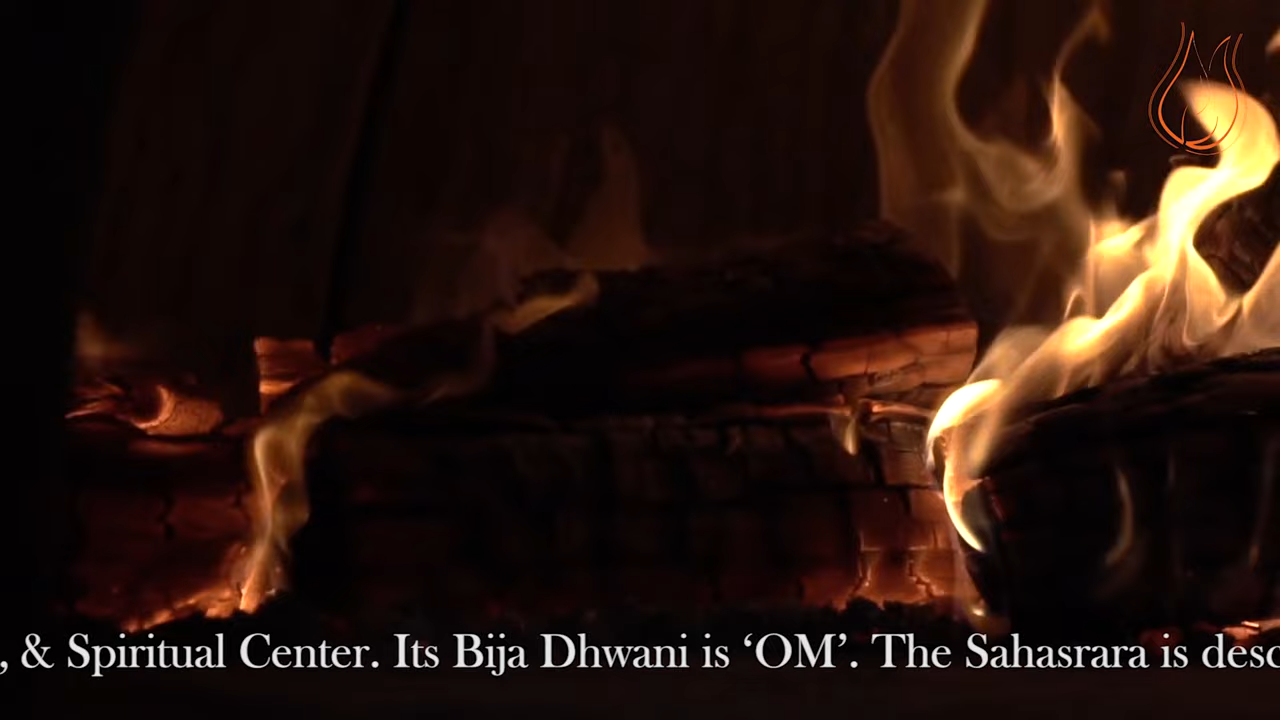 , & Spiritual Center. Its Bija Dhwani is ‘OM’. The Sahasrara is desc